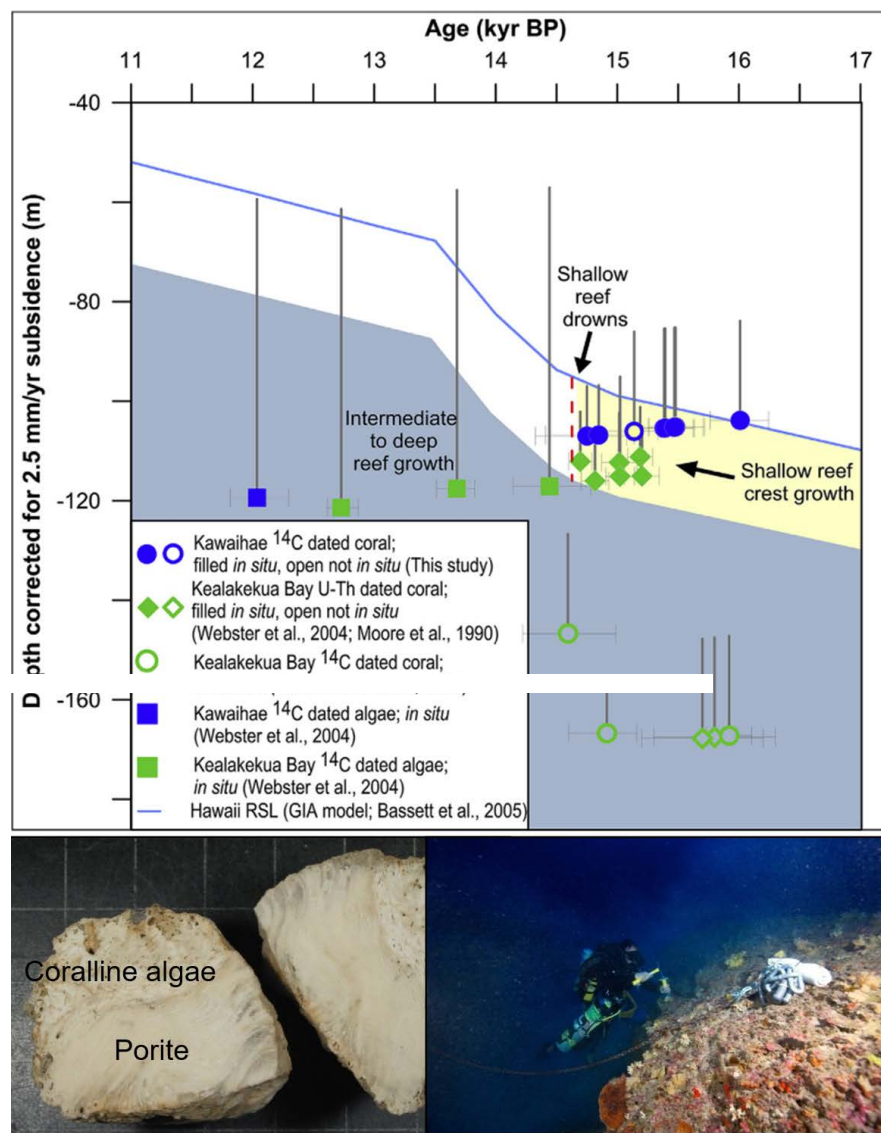 Age (kyr BP)
11 12 13 14 15 16 17
-40
-80
-120
-160
pth corrected for 2.5 mm/yr subsidence (m)
Shallow
reef
drowns
Intermediate
to deep
reef growth
Shallow reef
crest growth
Kawaihae 14C dated coral;
filled in situ, open not in situ (This study)
Kealakekua Bay U-Th dated coral;
filled in situ, open not in situ
(Webster et al., 2004; Moore et al., 1990)
Kealakekua Bay 14C dated coral;
Kawaihae 14C dated algae; in situ
(Webster et al., 2004)
Kealakekua Bay 14C dated algae;
in situ (Webster et al., 2004)
Hawaii RSL (GIA model; Bassett et al., 2005)
Coralline algae
Porite